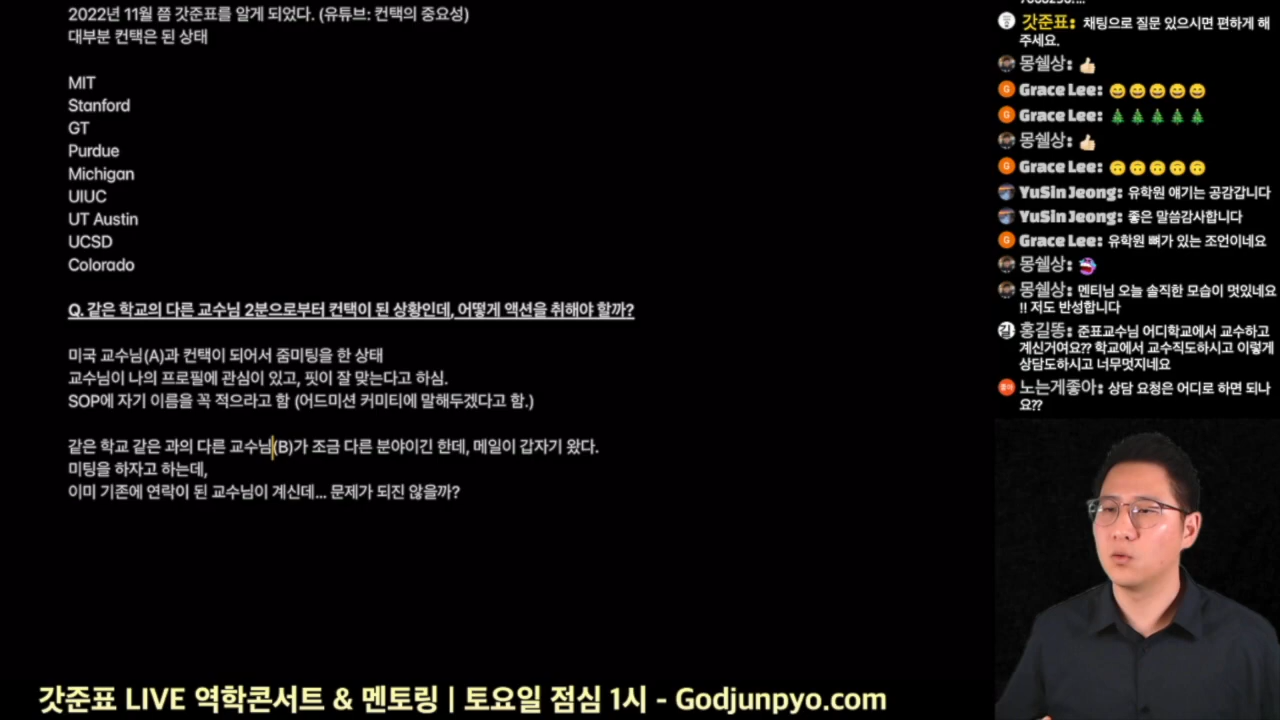 2022년 11월 쯤 갓준표를 알게 되었다. (유튜브: 컨택의 중요성)
대부분 컨택은 된 상태
MIT
Stanford
GT
Purdue
Michigan
UIUC
UT Austin
UCSD
Colorado
Q. 같은 학교의 다른 교수님 2분으로부터 컨택이 된 상황인데, 어떻게 액션을 취해야 할까?
미국 교수님(A)과 컨택이 되어서 줌미팅을 한 상태
교수님이 나의 프로필에 관심이 있고, 핏이 잘 맞는다고 하심.
SOP에 자기 이름을 꼭 적으라고 함 (어드미션 커미티에 말해두겠다고 함.)
같은 학교 같은 과의 다른 교수님(B)가 조금 다른 분야이긴 한데, 메일이 갑자기 왔다.
미팅을 하자고 하는데,
이미 기존에 연락이 된 교수님이 계신데... 문제가 되진 않을까?
갓준표: 채팅으로 질문 있으시면 편하게 해
주세요.
몽쉘상: 👍🏻
Grace Lee: 😄😄😄😄😄
Grace Lee: 🎄🎄🎄🎄🎄
몽쉘상: 👍🏻
Grace Lee: 🙃🙃🙃🙃🙃
YuSin Jeong: 유학원 얘기는 공감갑니다
YuSin Jeong: 좋은 말씀감사합니다
Grace Lee: 유학원 뼈가 있는 조언이네요
몽쉘상:
몽쉘상: 멘티님 오늘 솔직한 모습이 멋있네요
!! 저도 반성합니다
홍길똥: 준표교수님 어디학교에서 교수하고
계신거여요?? 학교에서 교수직도하시고 이렇게
상담도하시고 너무멋지네요
노는게좋아: 상담 요청은 어디로 하면 되나
요??
갓준표 LIVE 역학콘서트 & 멘토링 | 토요일 점심 1시 - Godjunpyo.com